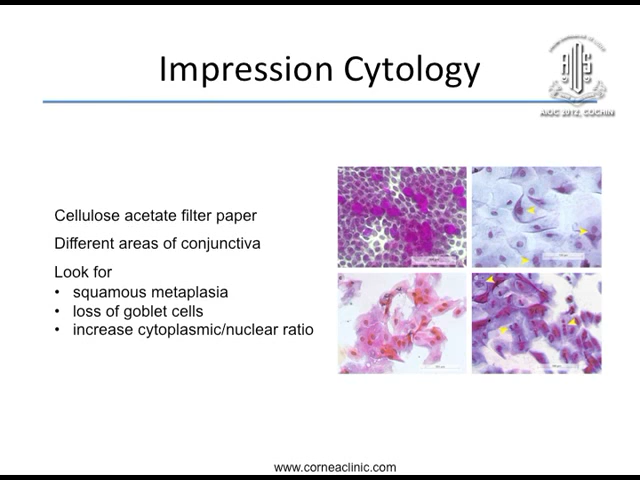 Impression Cytology
AIOC 2012, COCHIN
Cellulose acetate filter paper
Different areas of conjunctiva
Look for
• squamous metaplasia
• loss of goblet cells
• increase cytoplasmic/nuclear ratio
www.corneaclinic.com